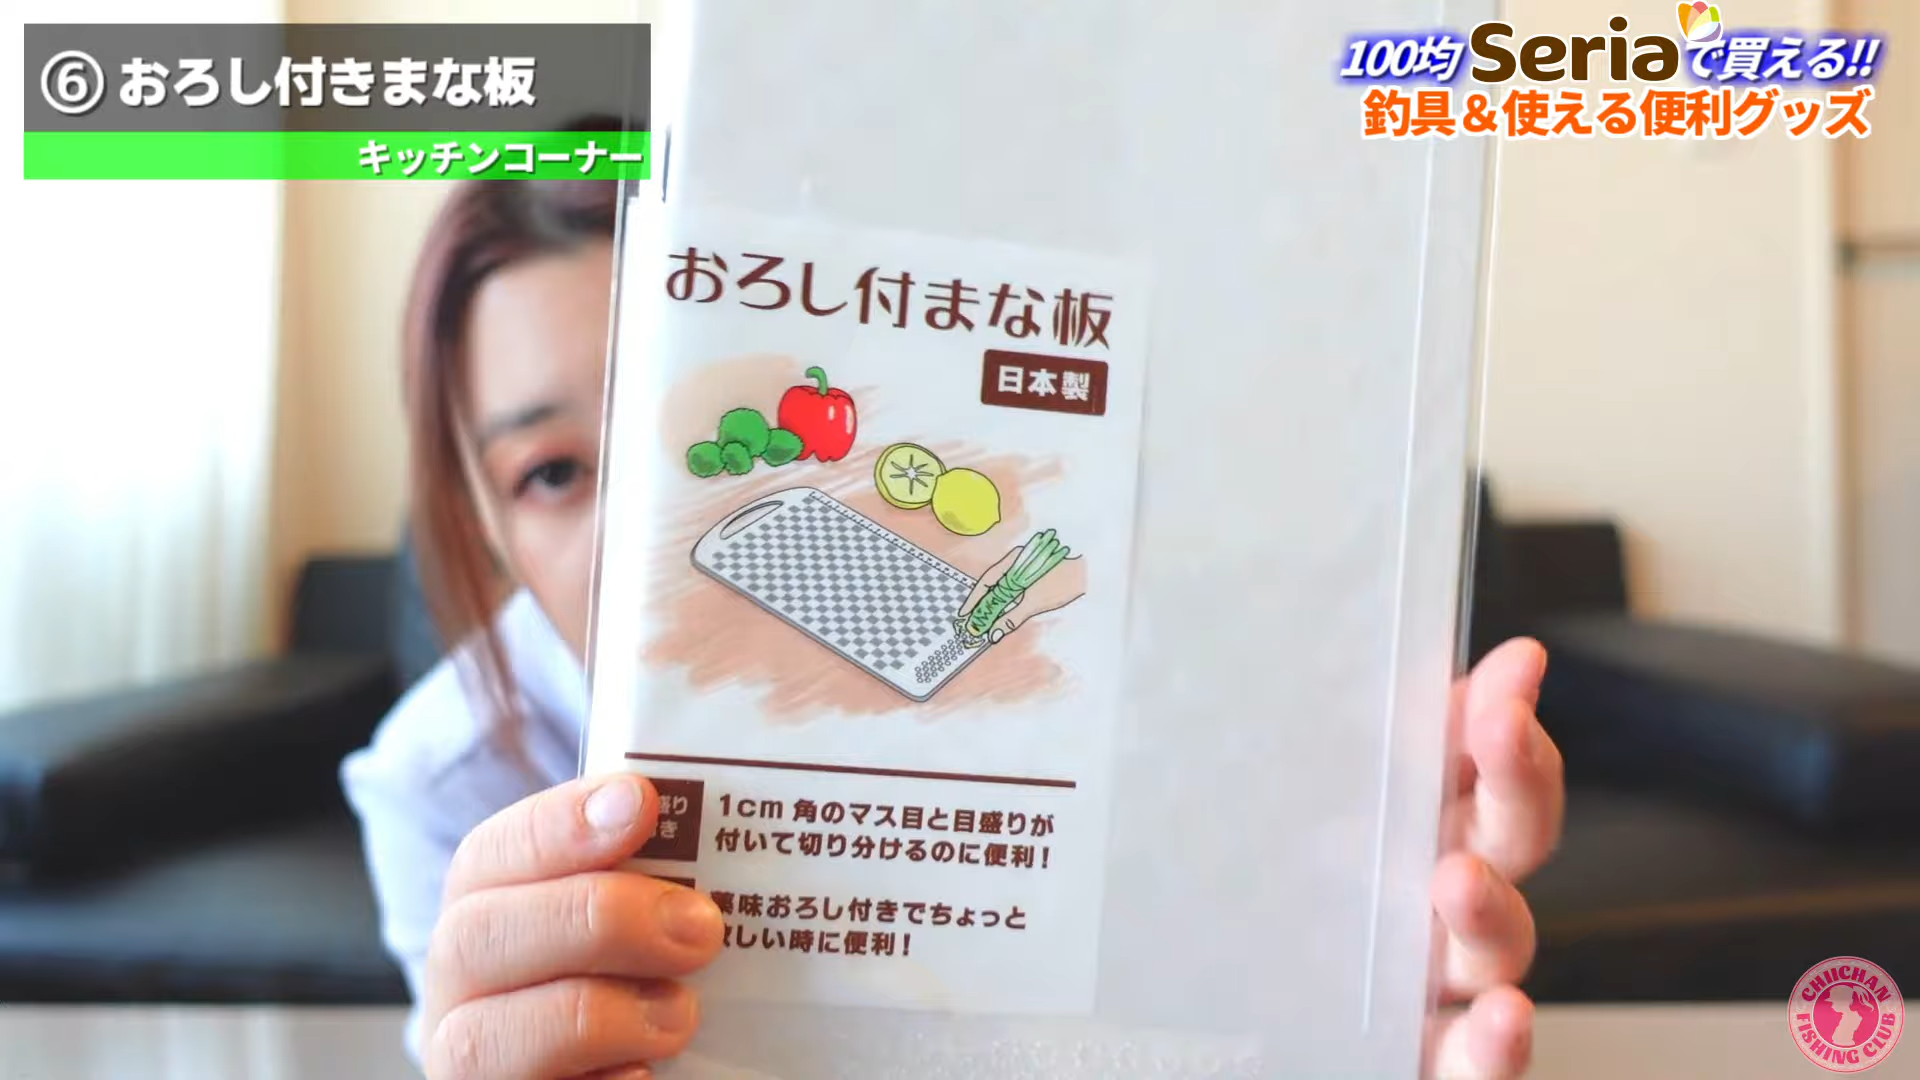 ⑥おろし付きまな板
キッチンコーナー
100均Seriaで買える!!
釣具&使える便利グッズ
おろし付まな板
日本製
1cm角のマス目と目盛りが
付いて切り分けるのに便利!
味おろし付きでちょっと
しい時に便利!
CHIICHAN
FISHING CLUB